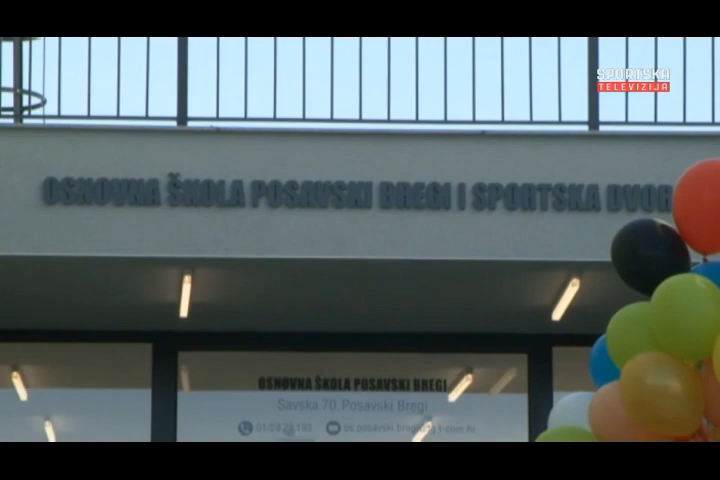 SPORTSKA
TELEVIZIJA
OSNOVNA ŠKOLA POSAVSKI BREGI I SPORTSKA DVOR
OSNOVNA ŠKOLA POSAVSKI BREGI
Savska 70, Posavski Bregi